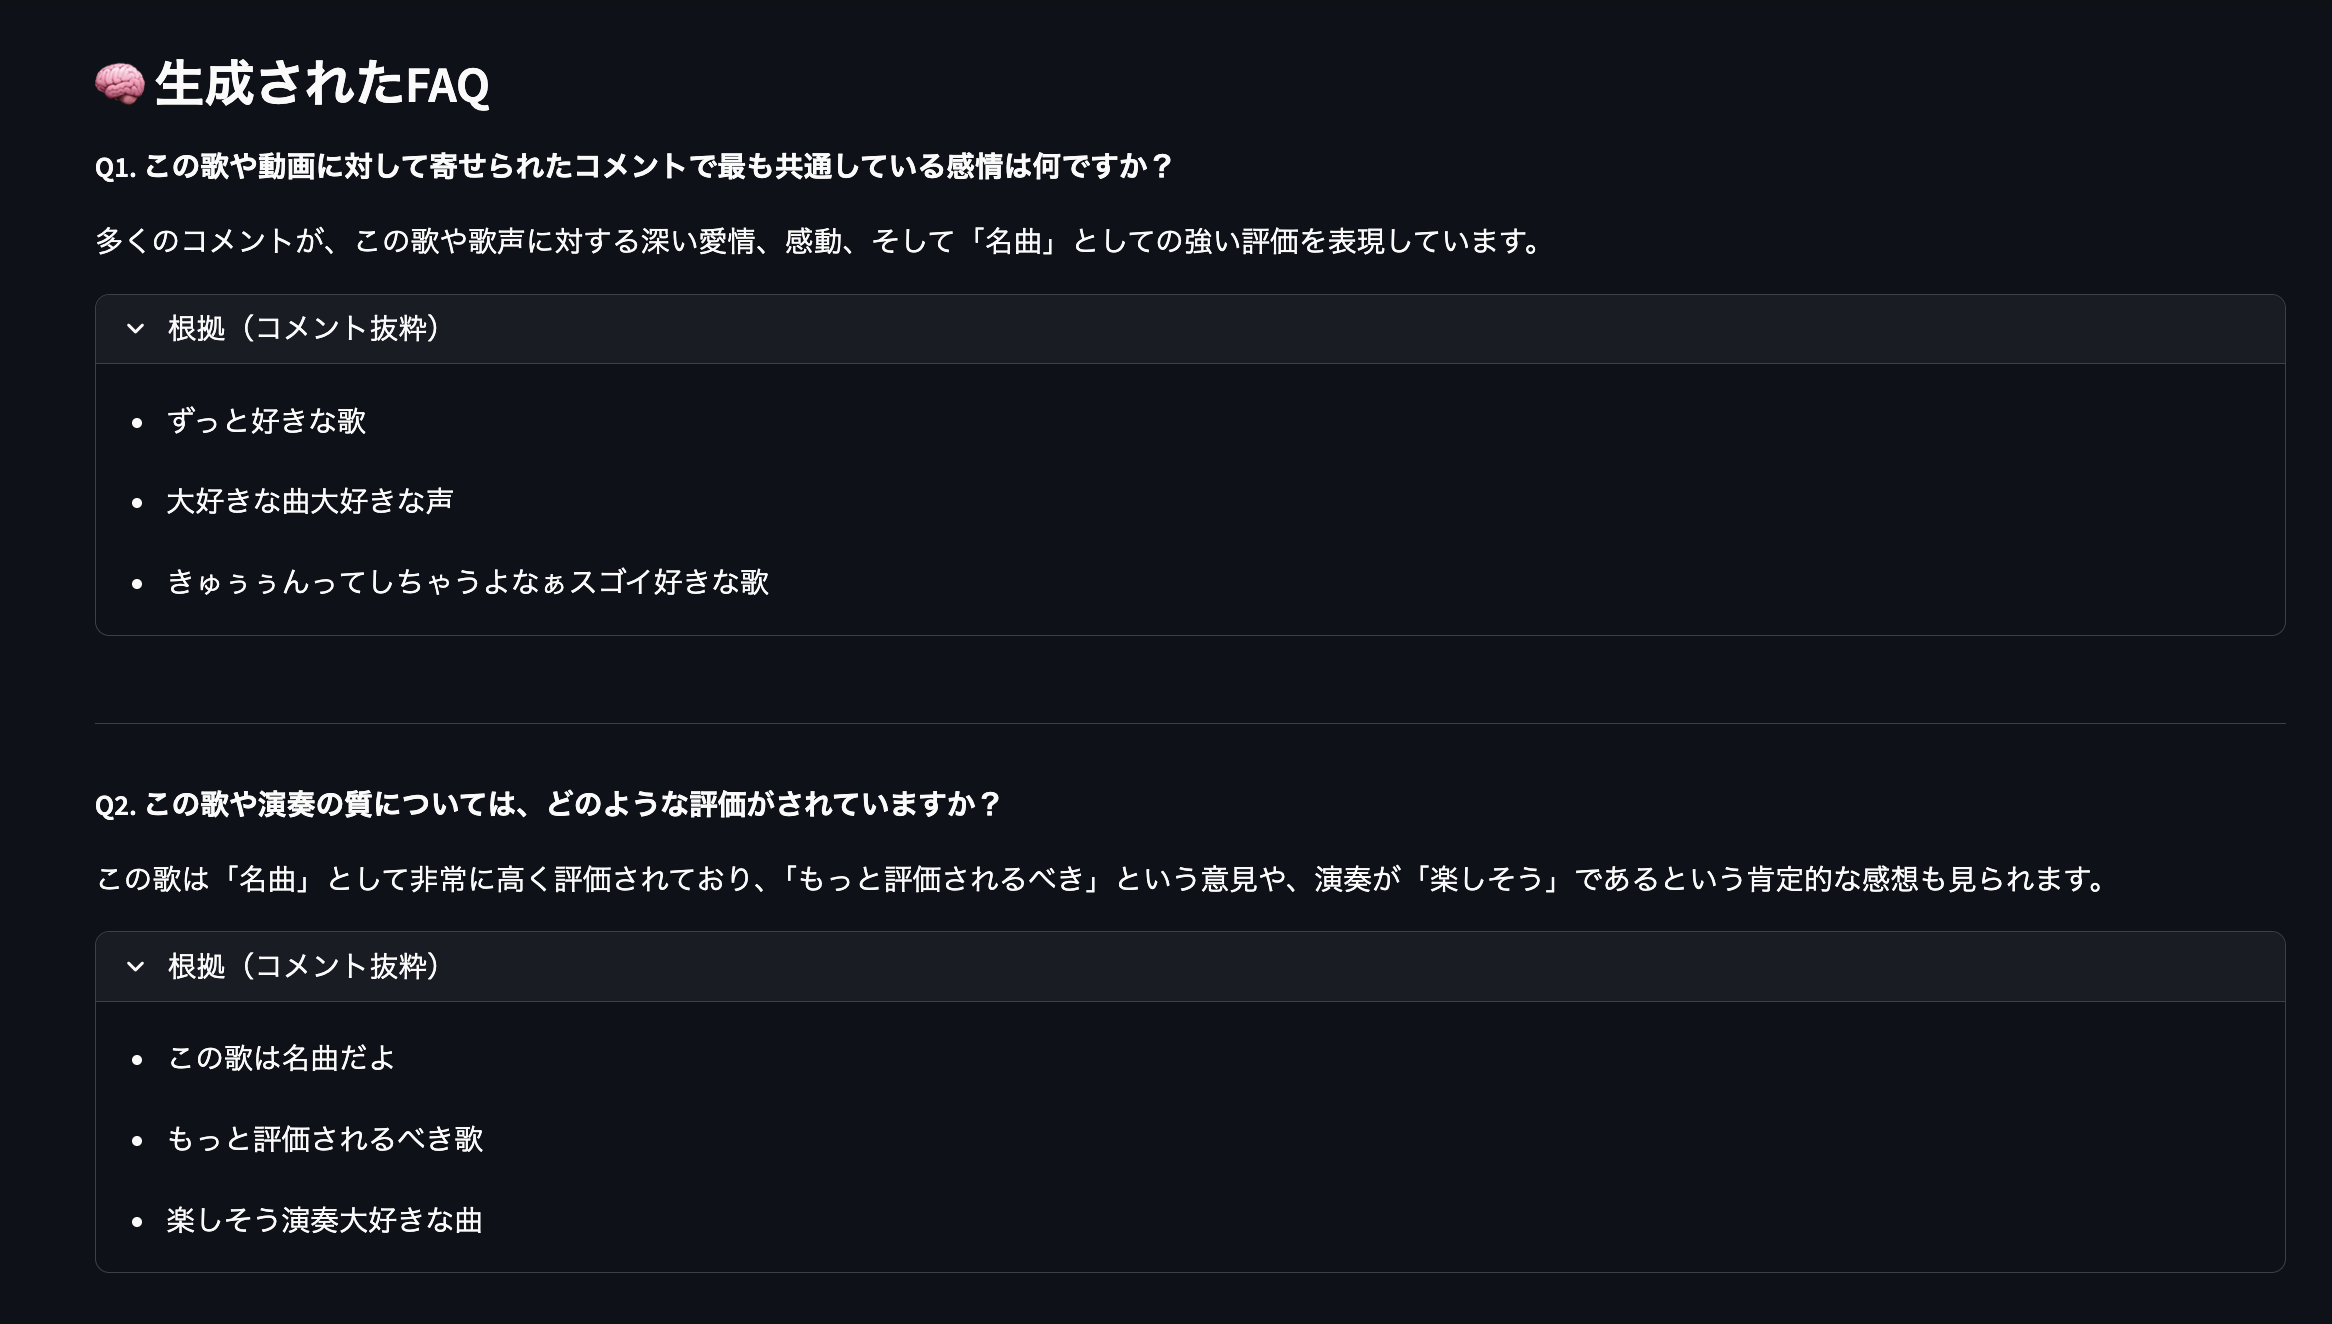 🧠 生成されたFAQ
Q1. この歌や動画に対して寄せられたコメントで最も共通している感情は何ですか？
多くのコメントが、この歌や歌声に対する深い愛情、感動、そして「名曲」としての強い評価を表現しています。
根拠（コメント抜粋）
• ずっと好きな歌
• 大好きな曲大好きな声
• きゅぅぅんってしちゃうよなぁスゴイ好きな歌
Q2. この歌や演奏の質については、どのような評価がされていますか？
この歌は「名曲」として非常に高く評価されており、「もっと評価されるべき」という意見や、演奏が「楽しそう」であるという肯定的な感想も見られます。
根拠（コメント抜粋）
• この歌は名曲だよ
• もっと評価されるべき歌
• 楽しそう演奏大好きな曲